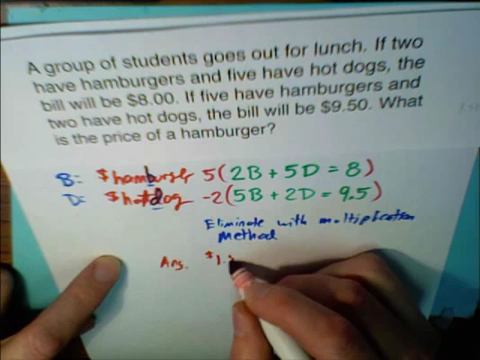 A group of students goes out for lunch. If two
have hamburgers and five have hot dogs, the
bill will be $8.00. If five have hamburgers and
two have hot dogs, the bill will be $9.50. What
is the price of a hamburger?
B= $hamburger 5(2B + 5D = 8)
D= $hotdog -2(5B + 2D = 9.5)
Eliminate with multiplication
Method
Ans. $1.